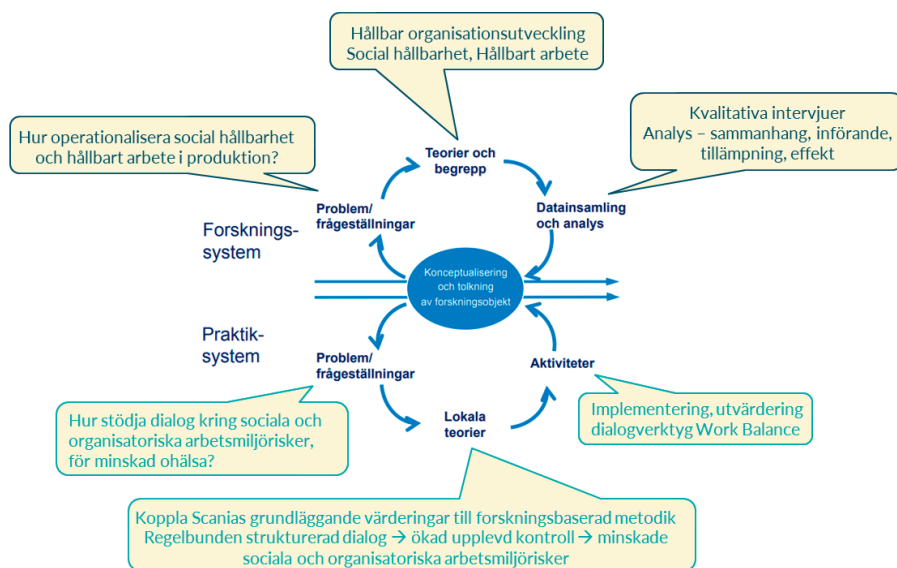 Hållbar organisationsutveckling
Social hållbarhet, Hållbart arbete
Hur operationalisera social hållbarhet
och hållbart arbete i produktion?
Kvalitativa intervjuer
Analys – sammanhang, införande,
tillämpning, effekt
Teorier och
begrepp
Problem/
frågeställningar
Datainsamling
och analys
Forsknings-
system
Konceptualisering
och tolkning
av forskningsobjekt
Praktik-
system
Problem/
frågeställningar
Aktiviteter
Lokala
teorier
Hur stödja dialog kring sociala och
organisatoriska arbetsmiljörisker,
för minskad ohälsa?
Implementering, utvärdering
dialogverktyg Work Balance
Koppla Scanias grundläggande värderingar till forskningsbaserad metodik
Regelbunden strukturerad dialog → ökad upplevd kontroll → minskade
sociala och organisatoriska arbetsmiljörisker